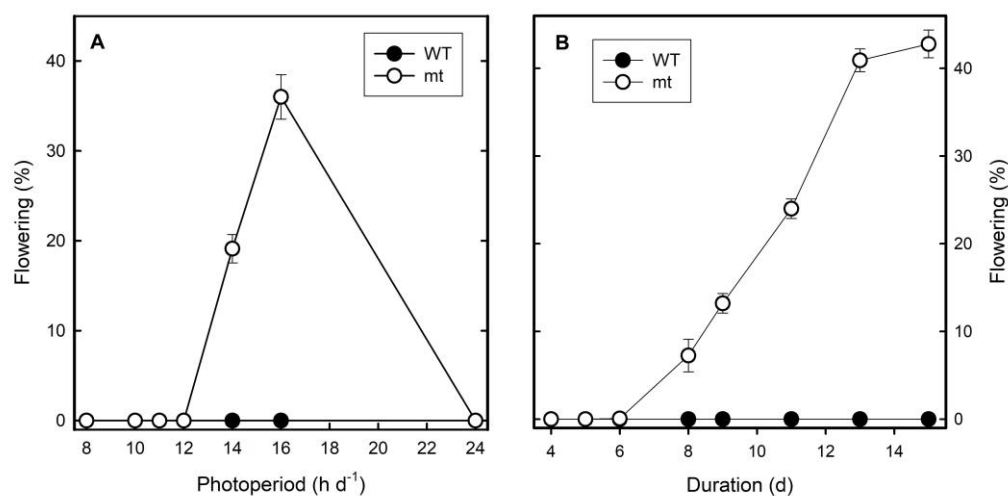 A
WT
mt
40
30
20
10
0
Flowering (%)
8 10 12 14 16 18 20 22 24
Photoperiod (h d⁻¹)
B
WT
mt
40
30
20
10
0
Flowering (%)
4 6 8 10 12 14
Duration (d)